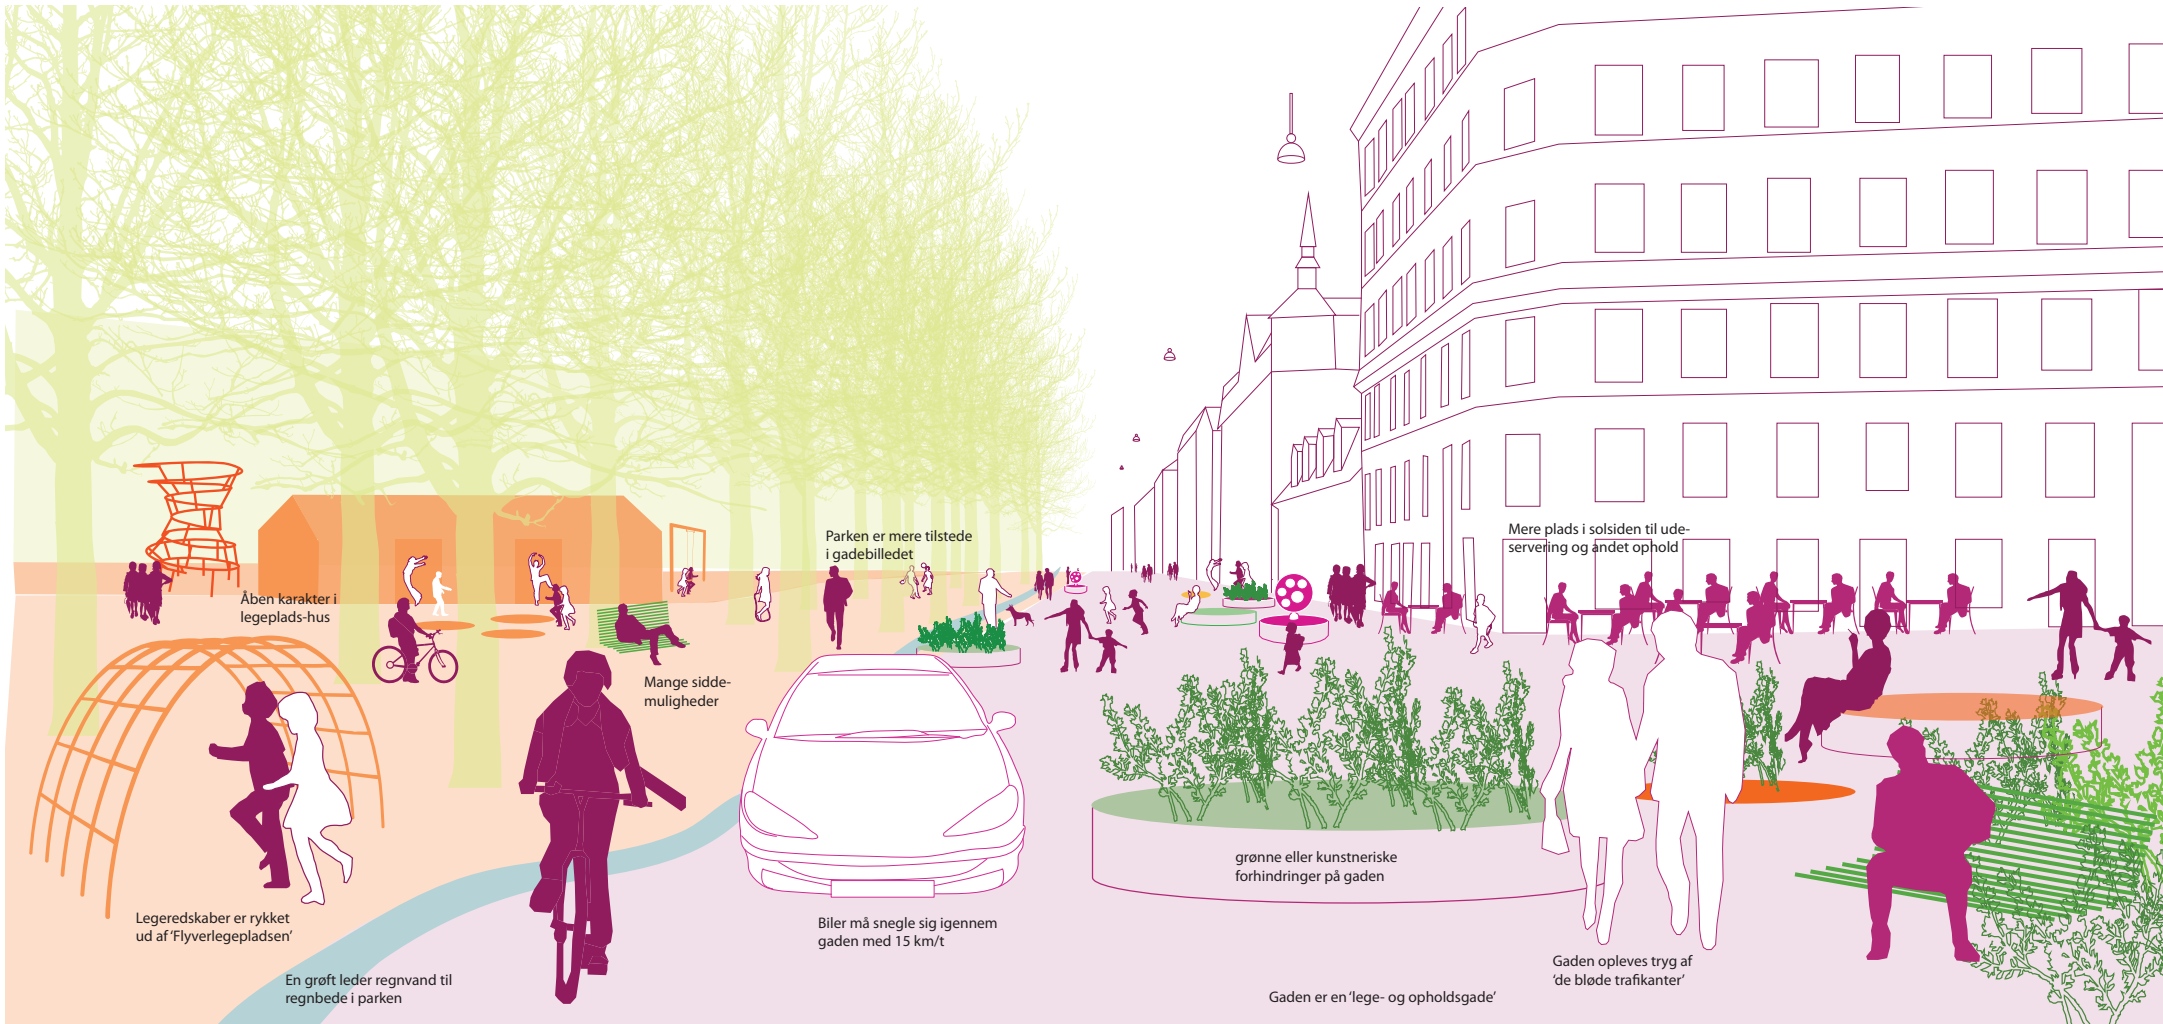 Parken er mere tilstede
i gadebilledet
Mere plads i solsiden til ude-
servering og andet ophold
Åben karakter i
legeplads-hus
Mange sidde-
muligheder
grønne eller kunstneriske
forhindringer på gaden
Legeredskaber er rykket
ud af 'Flyverlegepladsen'
Biler må snegle sig igennem
gaden med 15 km/t
En grøft leder regnvand til
regnbede i parken
Gaden opleves tryg af
'de bløde trafikanter'
Gaden er en 'lege- og opholdsgade'